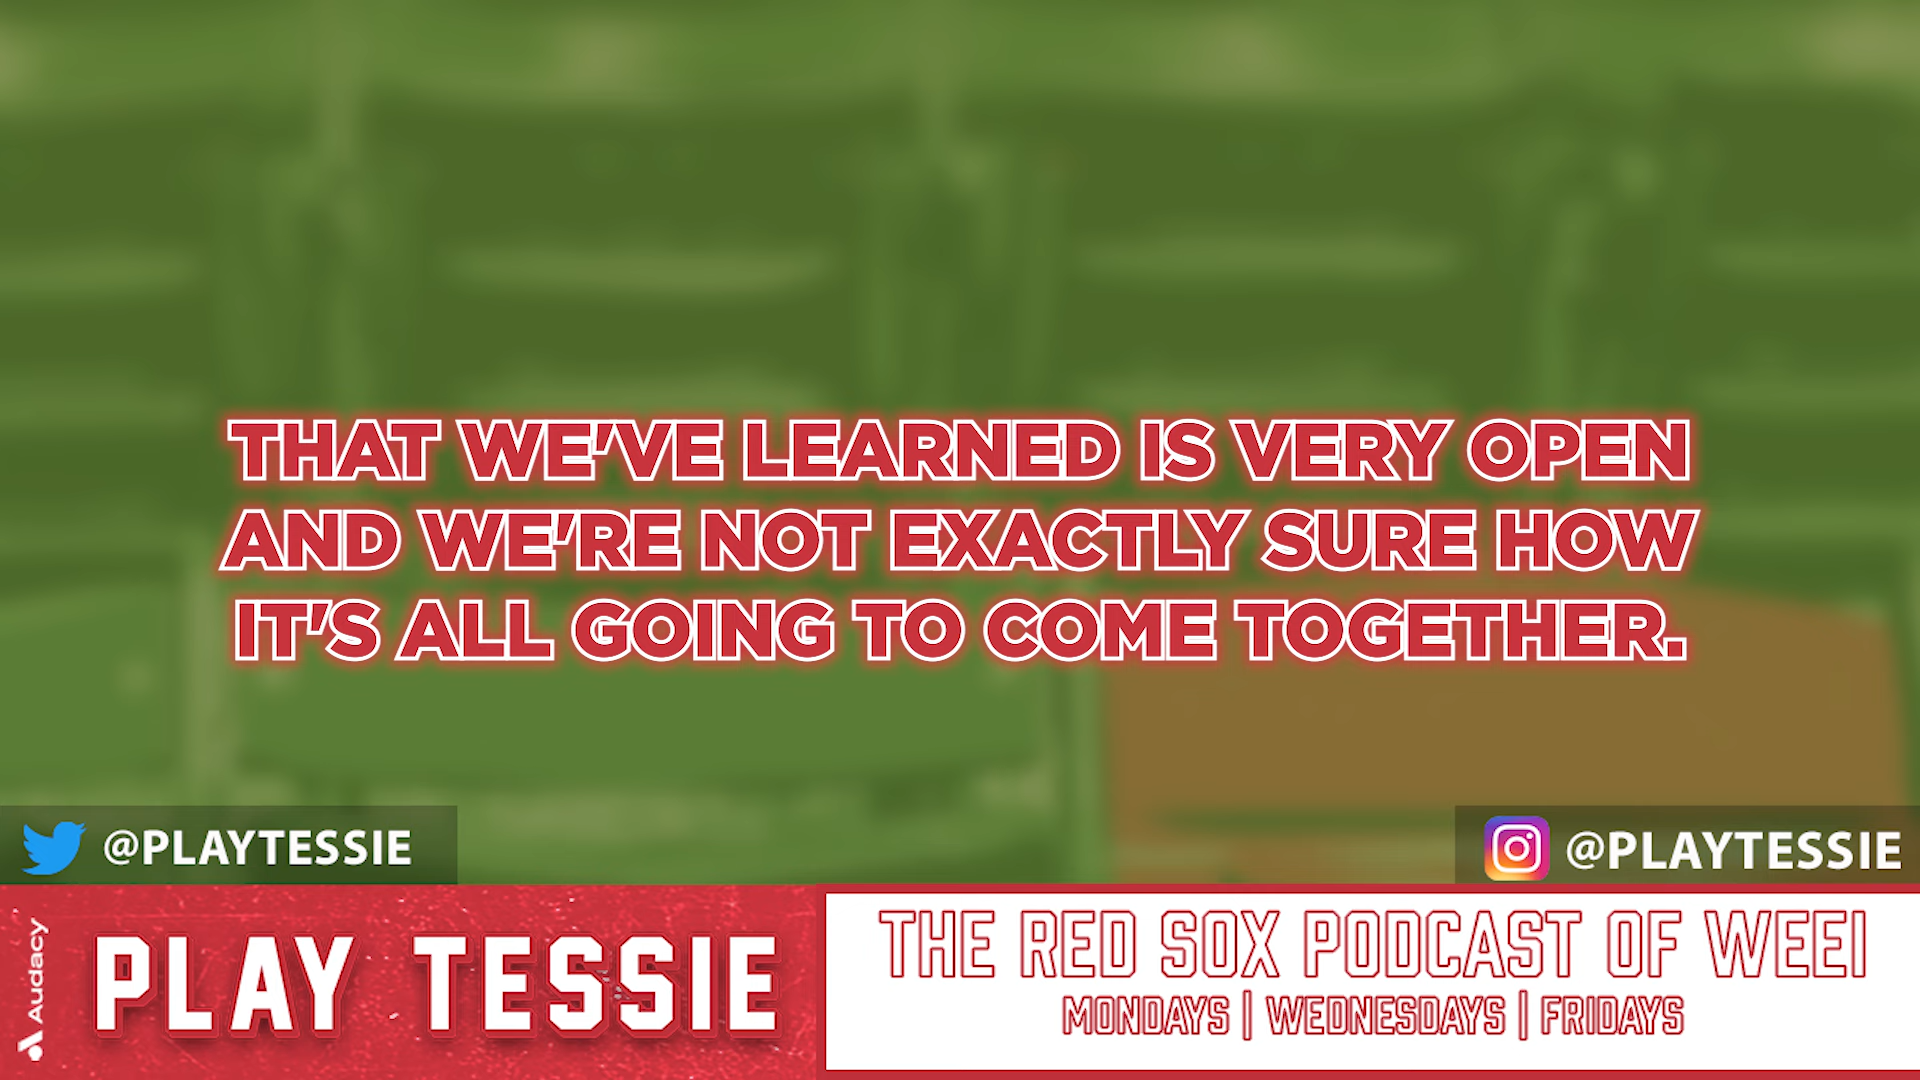 THAT WE'VE LEARNED IS VERY OPEN
AND WE'RE NOT EXACTLY SURE HOW
IT'S ALL GOING TO COME TOGETHER.
@PLAYTESSIE
@PLAYTESSIE
Audacy
PLAY TESSIE
THE RED SOX PODCAST OF WEEI
MONDAYS | WEDNESDAYS | FRIDAYS